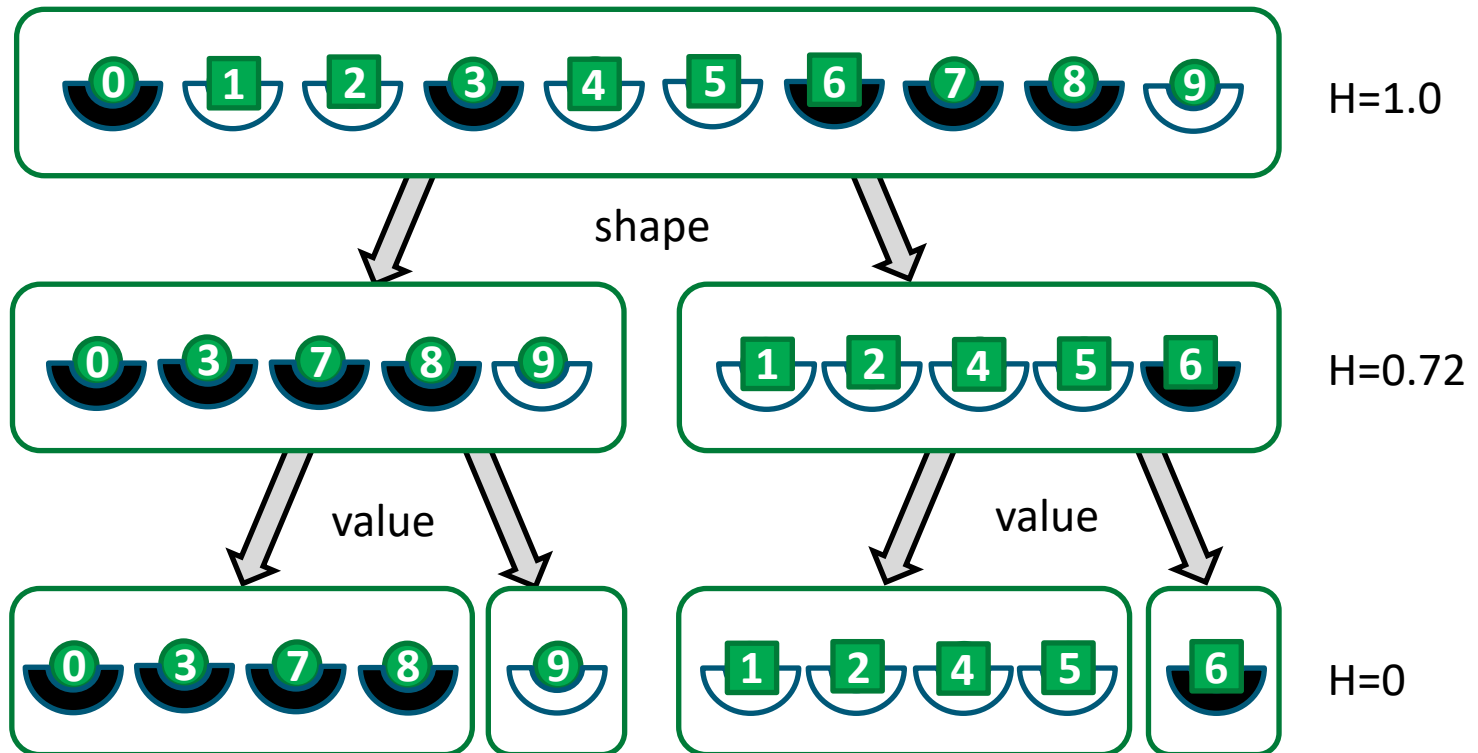 0 1 2 3 4 5 6 7 8 9 H=1.0
shape
0 3 7 8 9 1 2 4 5 6 H=0.72
value value
0 3 7 8 9 1 2 4 5 6 H=0